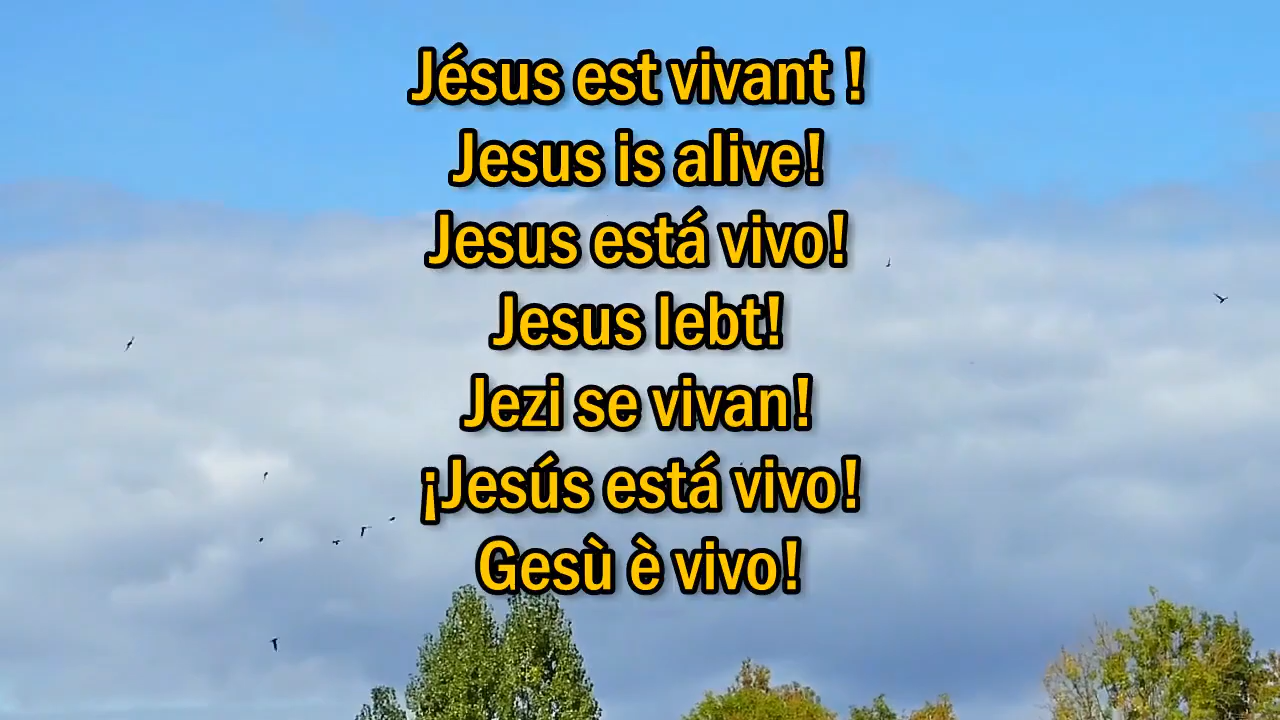 Jésus est vivant !
Jesus is alive!
Jesus está vivo!
Jesus lebt!
Jezi se vivan!
¡Jesús está vivo!
Gesù è vivo!